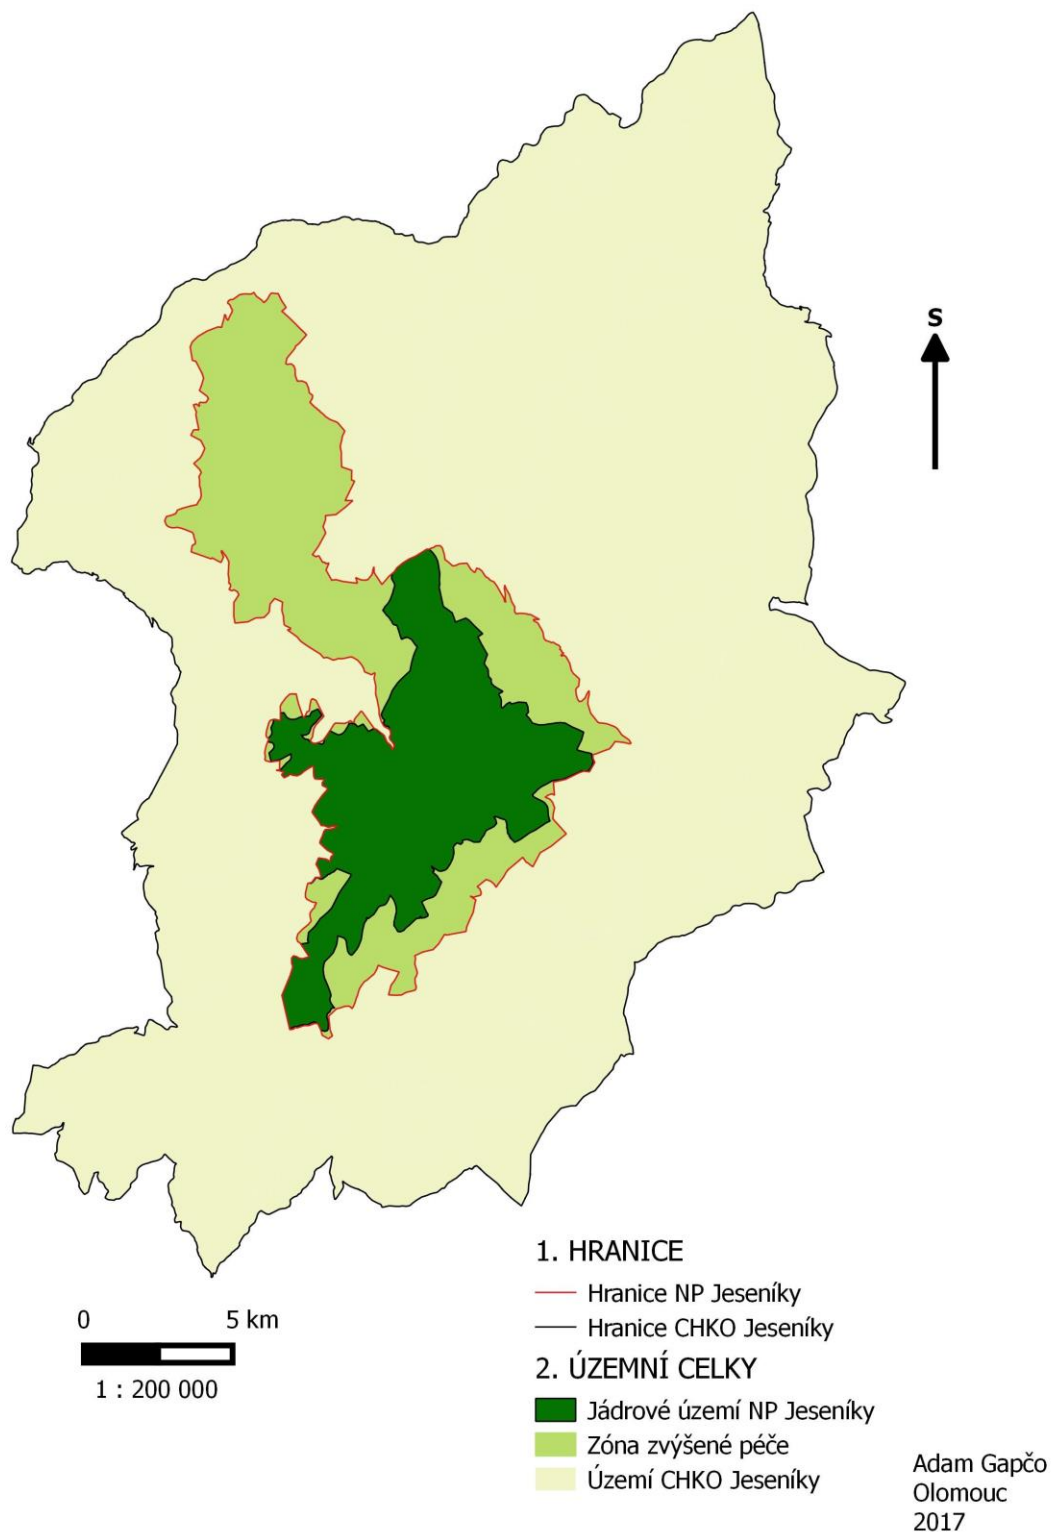 S
1. HRANICE
Hranice NP Jeseníky
Hranice CHKO Jeseníky
0 5 km
1 : 200 000
2. ÚZEMNÍ CELKY
Jádrové území NP Jeseníky
Zóna zvýšené péče
Území CHKO Jeseníky
Adam Gapčo
Olomouc
2017